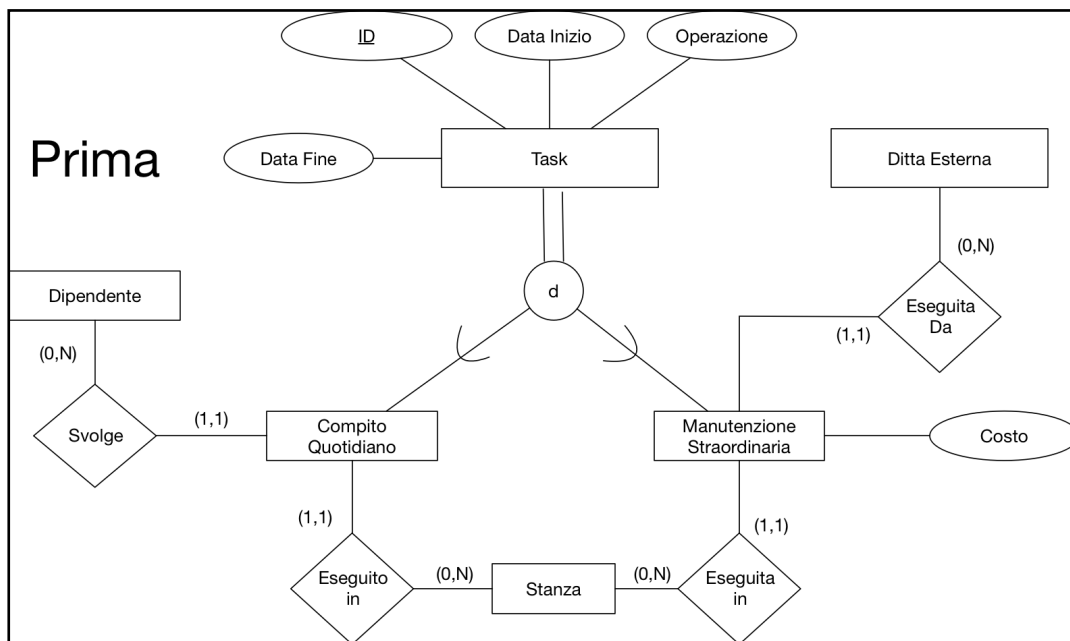 ID
Data Inizio
Operazione
Prima
Data Fine
Task
Ditta Esterna
(0,N)
d
Dipendente
Eseguita
Da
(1,1)
(0,N)
Svolge
(1,1)
Compito
Quotidiano
Manutenzione
Straordinaria
Costo
(1,1)
(1,1)
Eseguito
in
(0,N)
Stanza
(0,N)
Eseguita
in